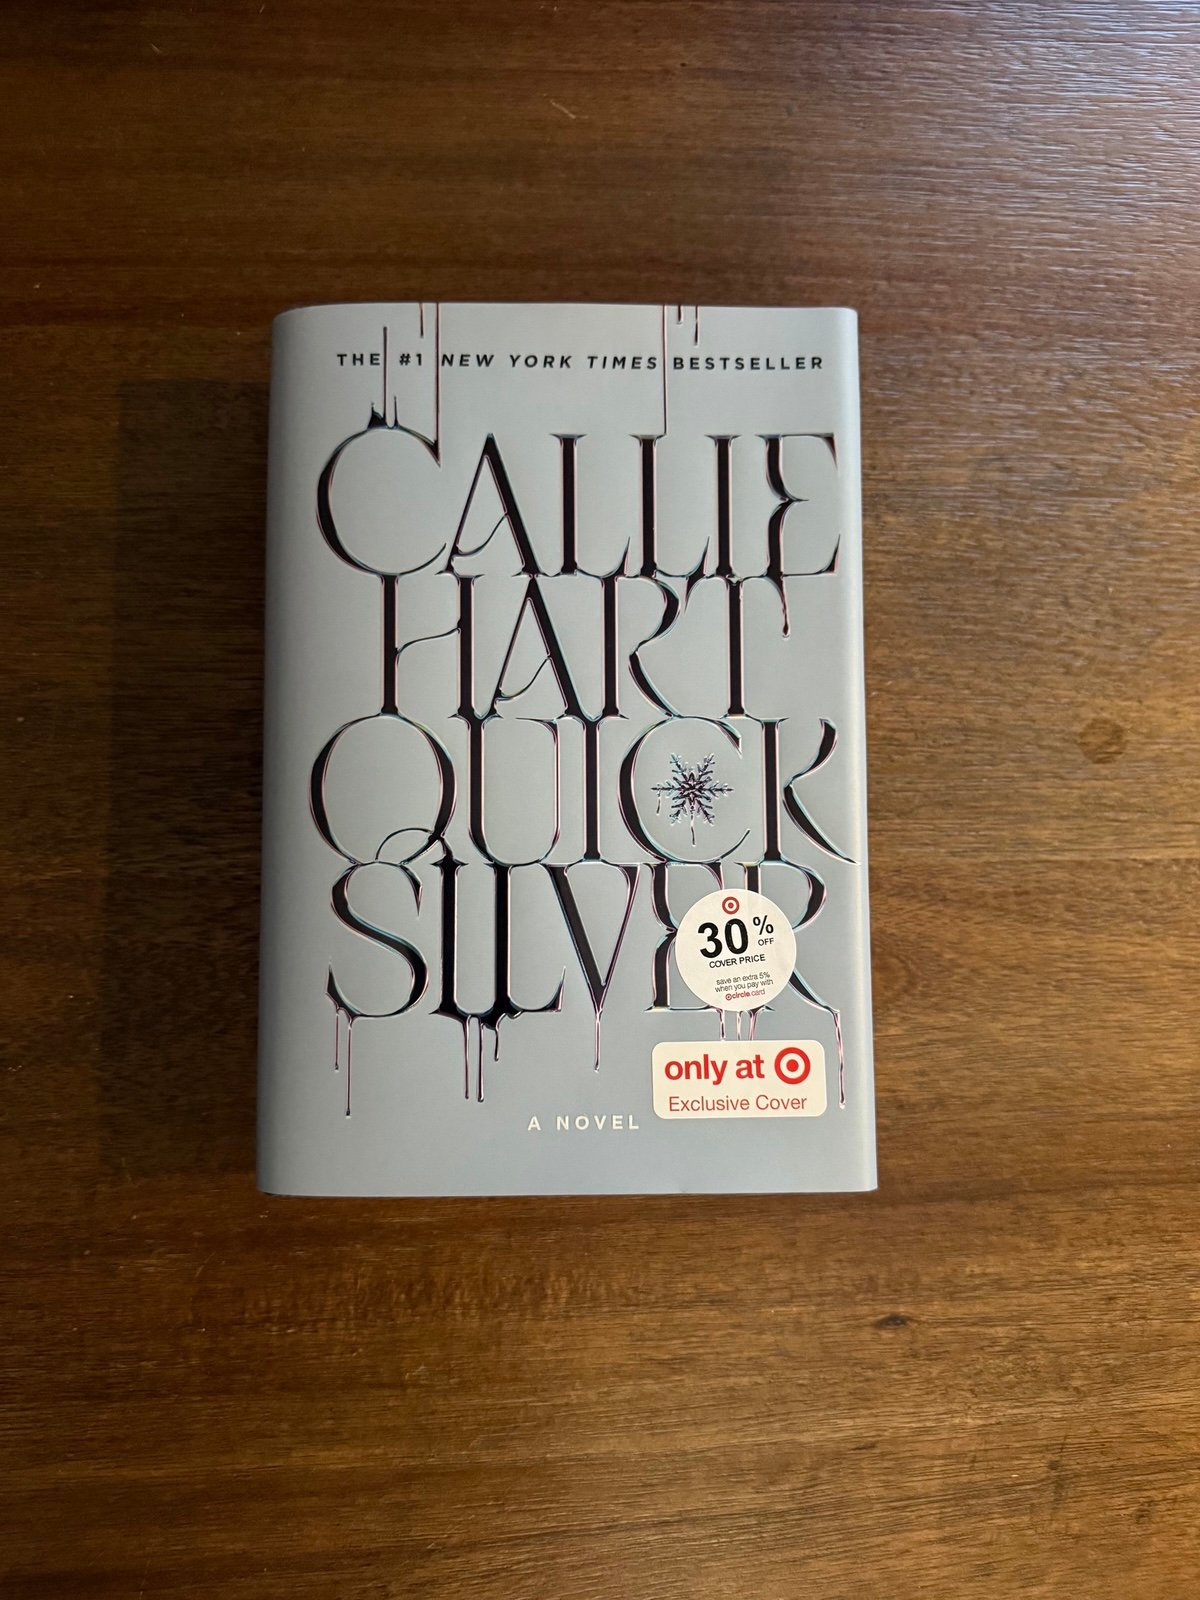 THE #1 NEW YORK TIMES BESTSELLER
CALLIE
HART
QUICK
SILVER
30% OFF
COVER PRICE
save an extra 5%
when you pay with
circle card
only at
Exclusive Cover
A NOVEL